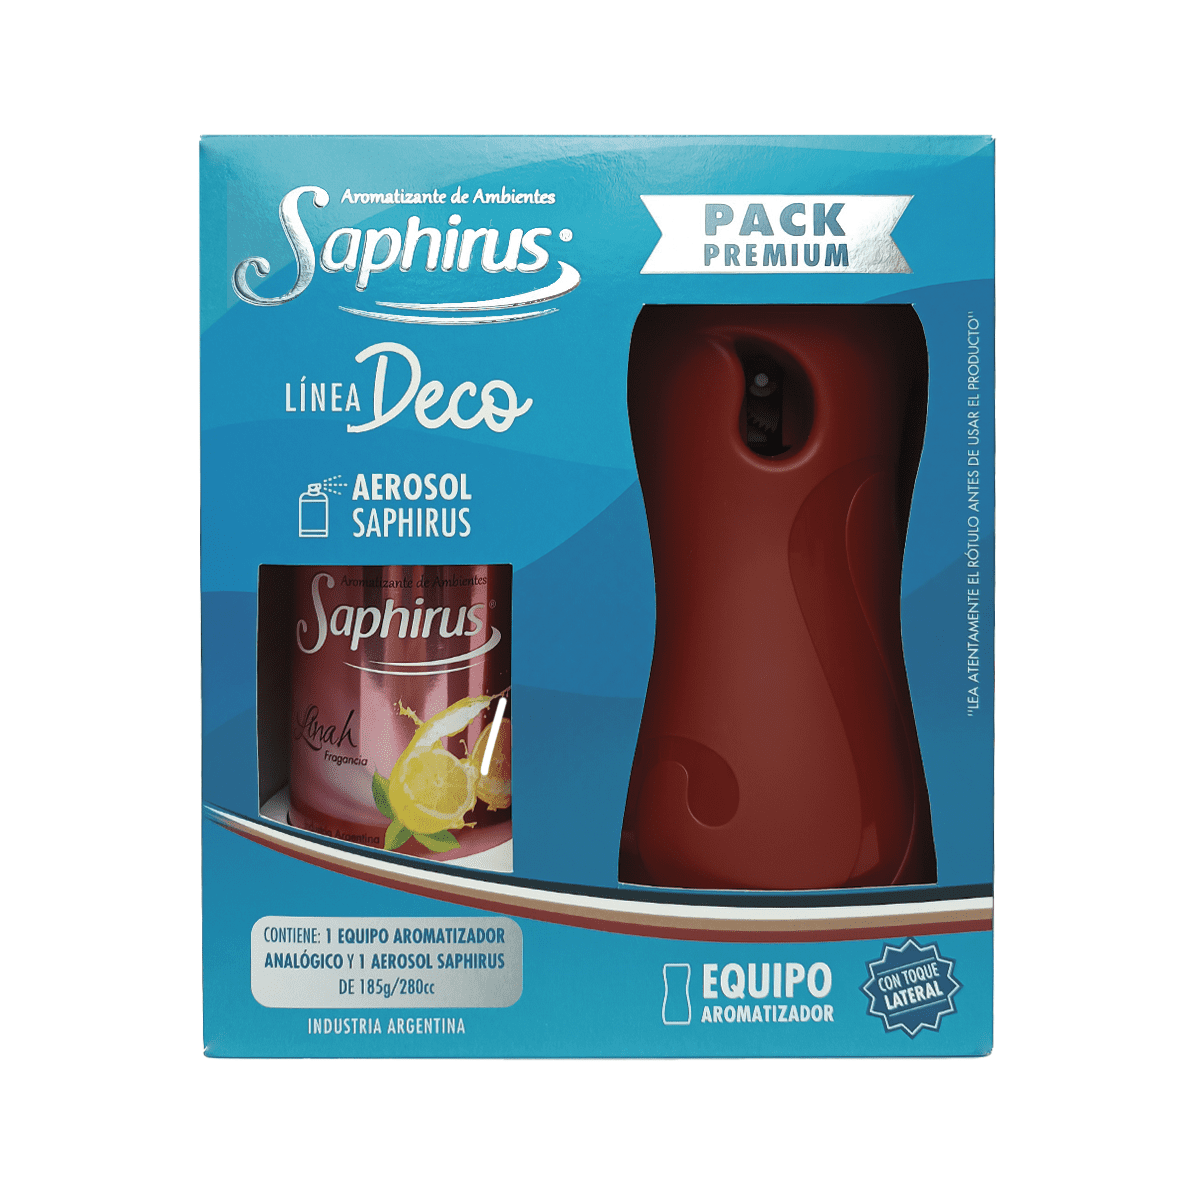 Aromatizante de Ambientes
Saphirus
LÍNEA Deco
AEROSOL
SAPHIRUS
PACK
PREMIUM
"LEA ATENTAMENTE EL RÓTULO ANTES DE USAR EL PRODUCTO"
Aromatizante de Ambientes
Saphirus®
Linah
Fragancia
Argentina
CONTIENE: 1 EQUIPO AROMATIZADOR
ANALÓGICO Y 1 AEROSOL SAPHIRUS
DE 185g/280cc
INDUSTRIA ARGENTINA
EQUIPO
AROMATIZADOR
CON TOQUE
LATERAL